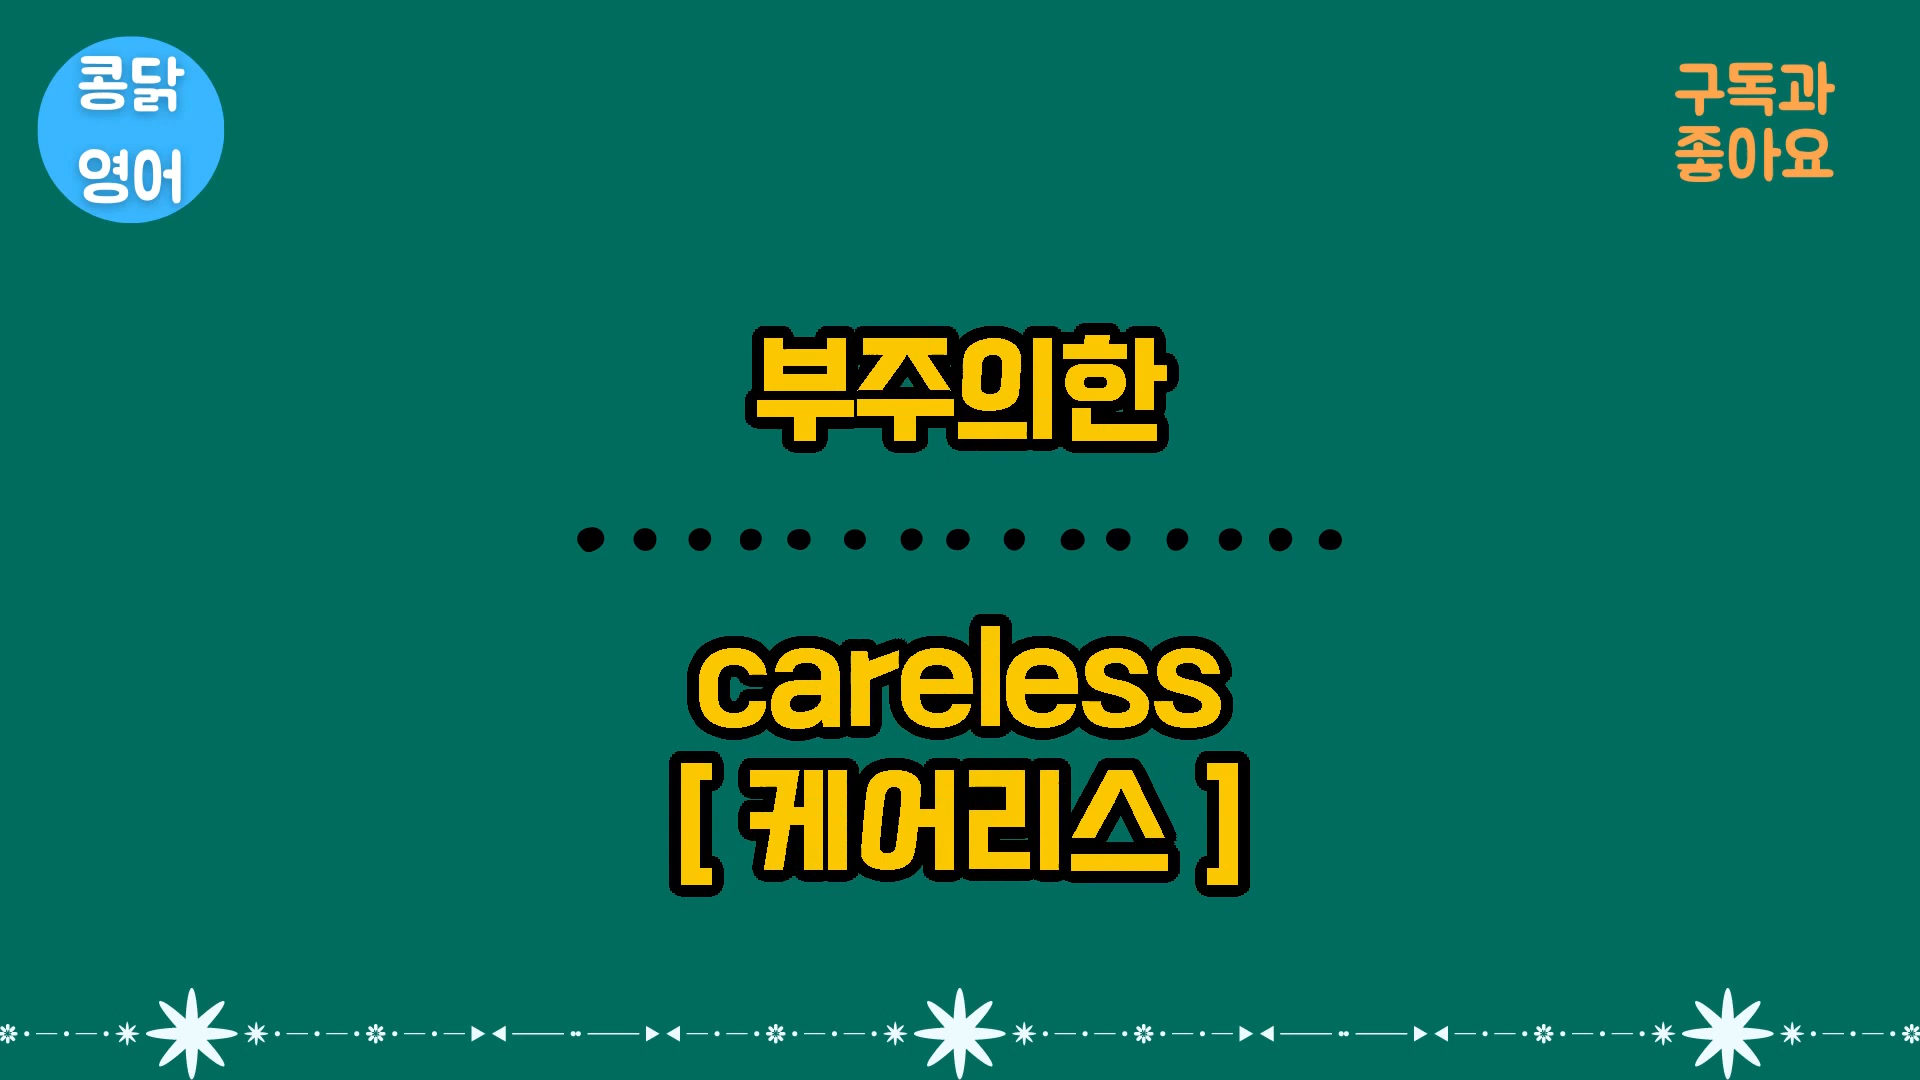 콩닭
영어
구독과
좋아요
부주의한
careless
[ 케어리스 ]